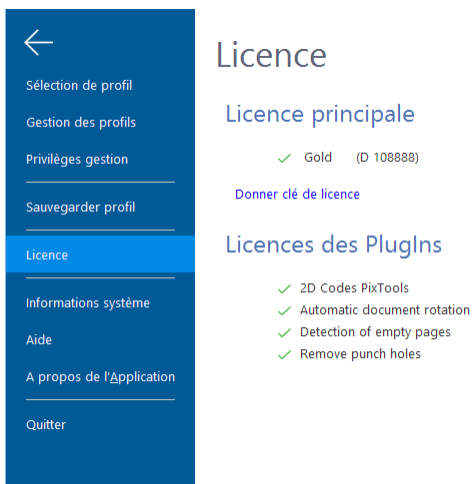 Sélection de profil
Gestion des profils
Privilèges gestion
Sauvegarder profil
Licence
Informations système
Aide
A propos de l'Application
Quitter
Licence
Licence principale
Gold (D 108888)
Donner clé de licence
Licences des PlugIns
2D Codes PixTools
Automatic document rotation
Detection of empty pages
Remove punch holes